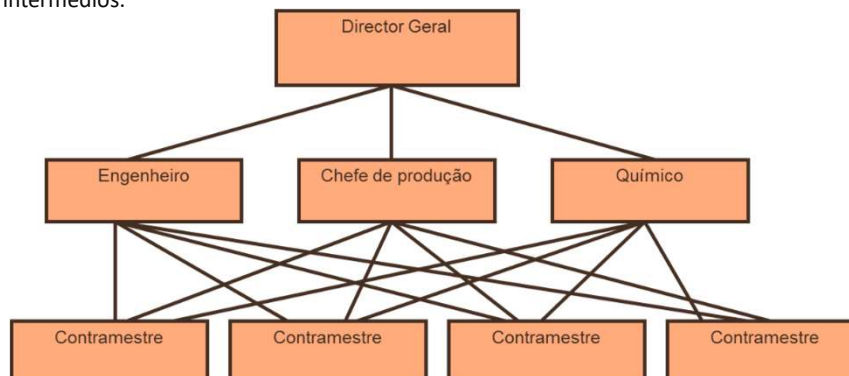 intermédios.
Director Geral
Engenheiro Chefe de produção Químico
Contramestre Contramestre Contramestre Contramestre